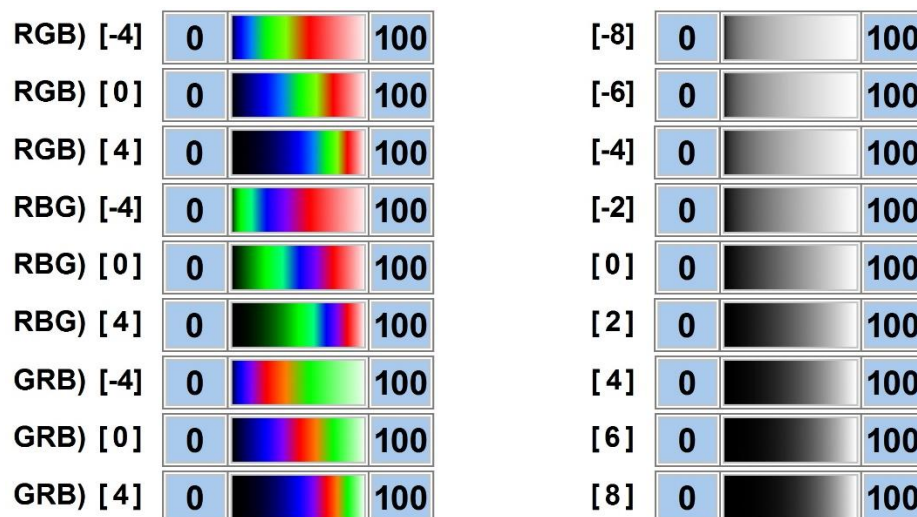 RGB) [-4] 0 100 [-8] 0 100
RGB) [0] 0 100 [-6] 0 100
RGB) [4] 0 100 [-4] 0 100
RBG) [-4] 0 100 [-2] 0 100
RBG) [0] 0 100 [0] 0 100
RBG) [4] 0 100 [2] 0 100
GRB) [-4] 0 100 [4] 0 100
GRB) [0] 0 100 [6] 0 100
GRB) [4] 0 100 [8] 0 100